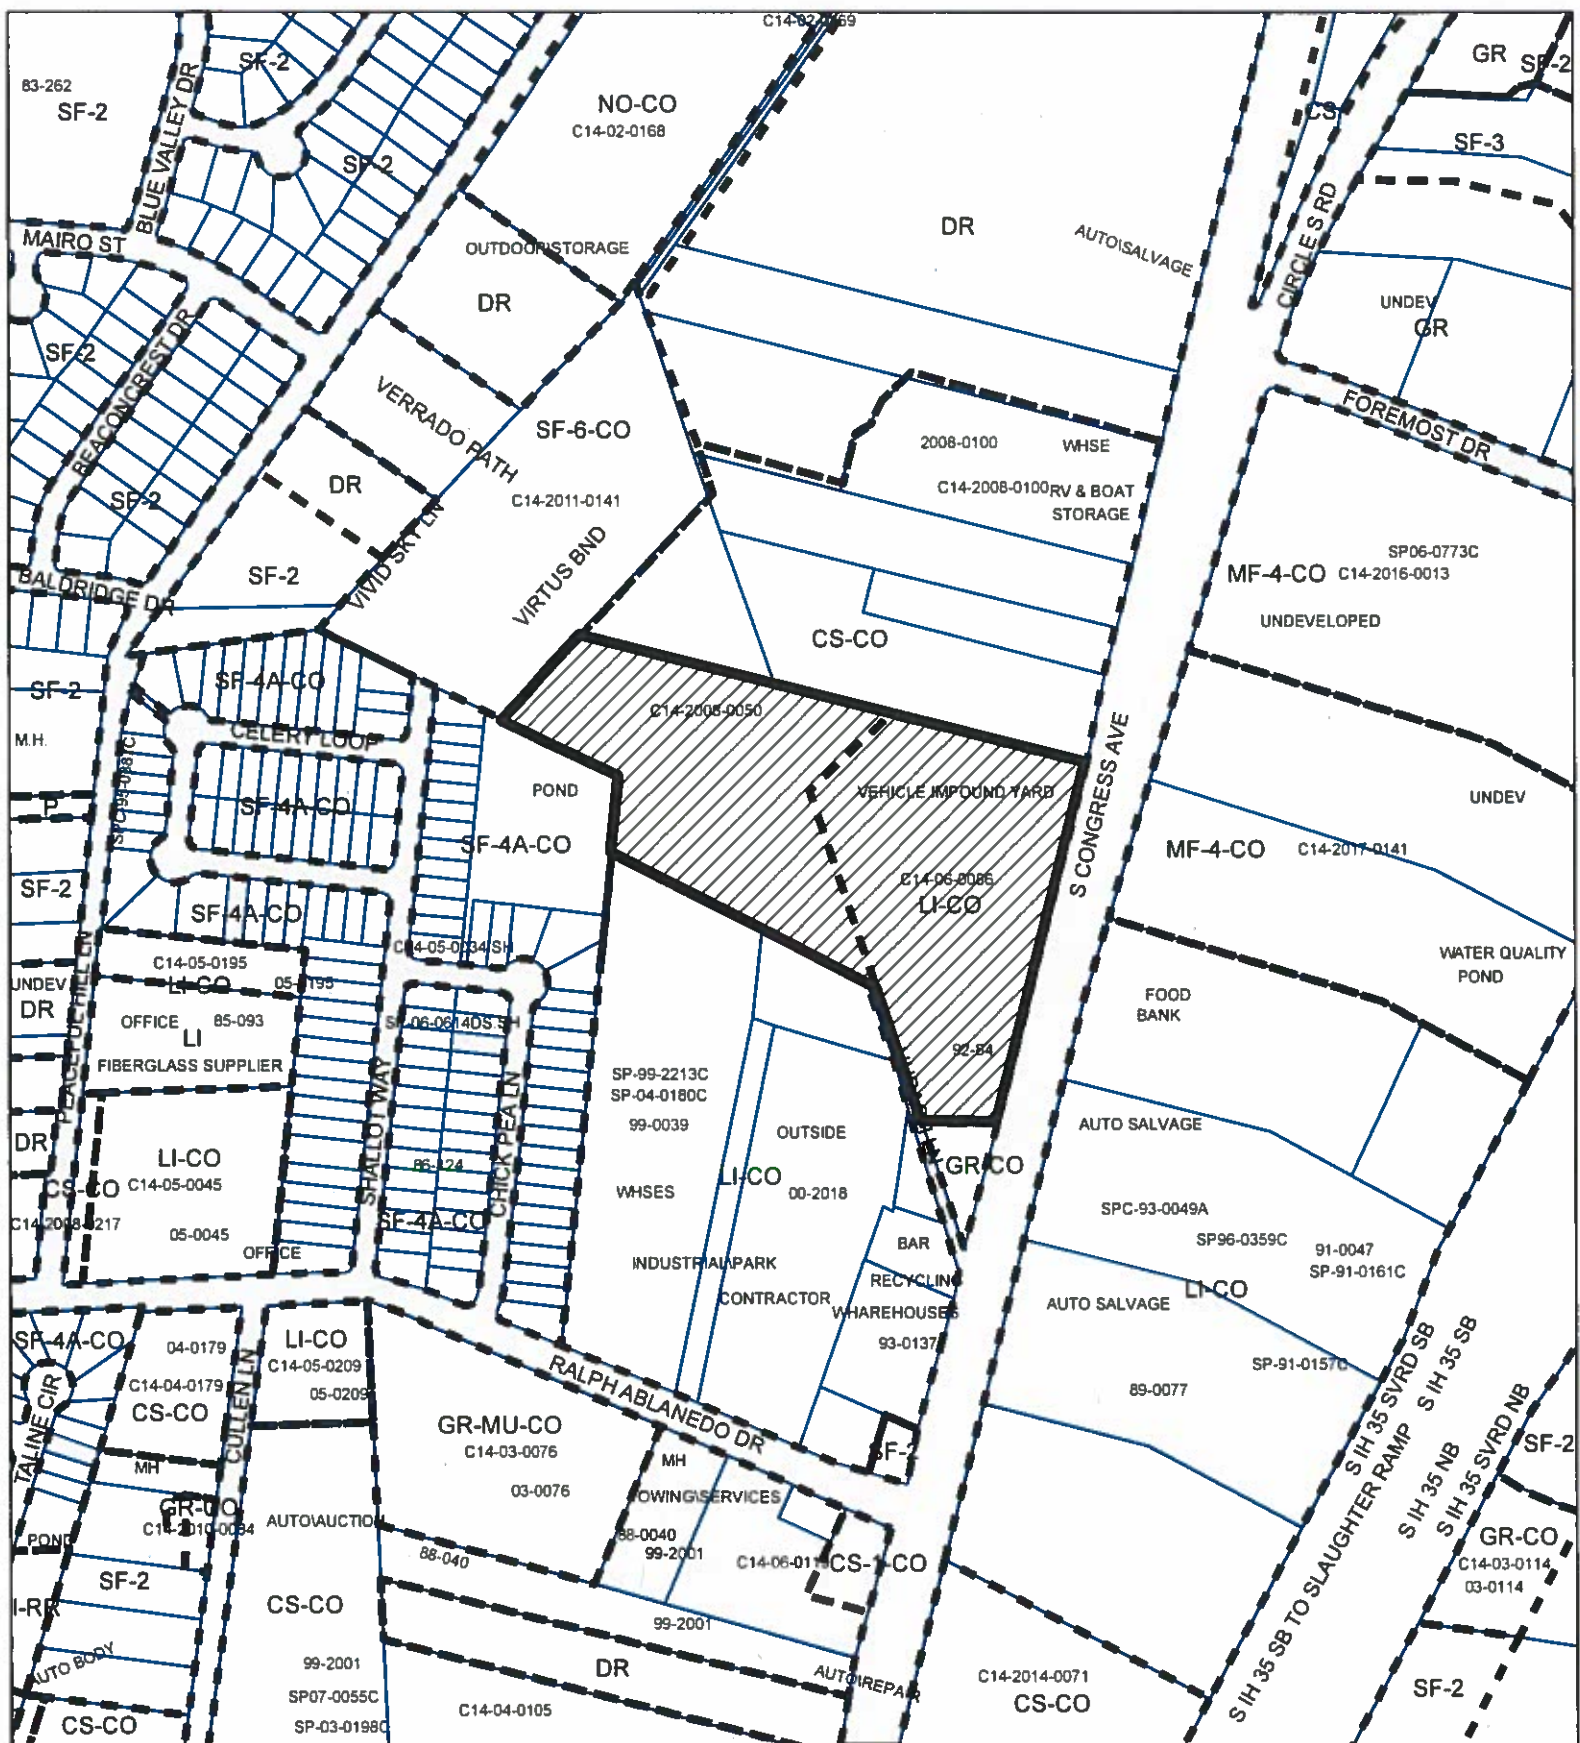 C14-02-0169
83-262
SF-2
SF-2
BLUE VALLEY DR
SF-2
NO-CO
C14-02-0168
GR
SF-2
CS
SF-3
MAIRO ST
OUTDOOR STORAGE
DR
DR
AUTO SALVAGE
CIRCLE S RD
UNDEV
GR
SF-2
BEACONCREST DR
VERRADO PATH
SF-6-CO
C14-2011-0141
2008-0100
WHSE
C14-2008-0100
RV & BOAT
STORAGE
FOREMOST DR
SF-2
DR
VIVID SKY LN
VIRTUS BND
SP06-0773C
MF-4-CO
C14-2016-0013
UNDEVELOPED
BALDRIDGE DR
SF-2
CS-CO
SF-2
SF-4A-CO
C14-2008-0050
M.H.
CELERY LOOP
POND
VEHICLE IMPOUND YARD
S CONGRESS AVE
UNDEV
P
SF-4A-CO
SF-4A-CO
MF-4-CO
C14-2017-0141
SF-2
C14-06-0086
LI-CO
SF-4A-CO
C14-05-0034.SH
WATER QUALITY
POND
C14-05-0195
UNDEV
LI-CO
DR
FOOD
BANK
OFFICE
85-093
LI
SP-06-0614DS.SH
FIBERGLASS SUPPLIER
92-84
PEACEFUL HILL LN
SHALLOT WAY
CHICK PEA LN
SP-99-2213C
SP-04-0180C
99-0039
OUTSIDE
AUTO SALVAGE
DR
LI-CO
C14-05-0045
86-124
GR-CO
LI-CO
00-2018
CS-CO
WHSES
SPC-93-0049A
05-0045
SF-4A-CO
BAR
SP96-0359C
91-0047
SP-91-0161C
OFFICE
INDUSTRIAL PARK
RECYCLING
LI-CO
CONTRACTOR
WHAREHOUSES
93-0137
AUTO SALVAGE
SF-4A-CO
04-0179
LI-CO
C14-05-0209
05-0209
C14-04-0179
CS-CO
TALINE CIR
CULLEN LN
RALPH ABLANEDO DR
SP-91-0157C
89-0077
S IH 35 SVRD SB
S IH 35 SB
GR-MU-CO
C14-03-0076
03-0076
MH
SF-2
S IH 35 NB
S IH 35 SVRD NB
SF-2
MH
GR-CO
AUTO AUCTION
88-040
99-2001
CS-1-CO
GR-CO
C14-03-0114
03-0114
POND
SF-2
I-RR
CS-CO
99-2001
99-2001
DR
AUTO REPAIR
AUTO BODY
SP07-0055C
SP-03-0198C
C14-04-0105
C14-2014-0071
CS-CO
S IH 35 SB TO SLAUGHTER RAMP
SF-2
CS-CO